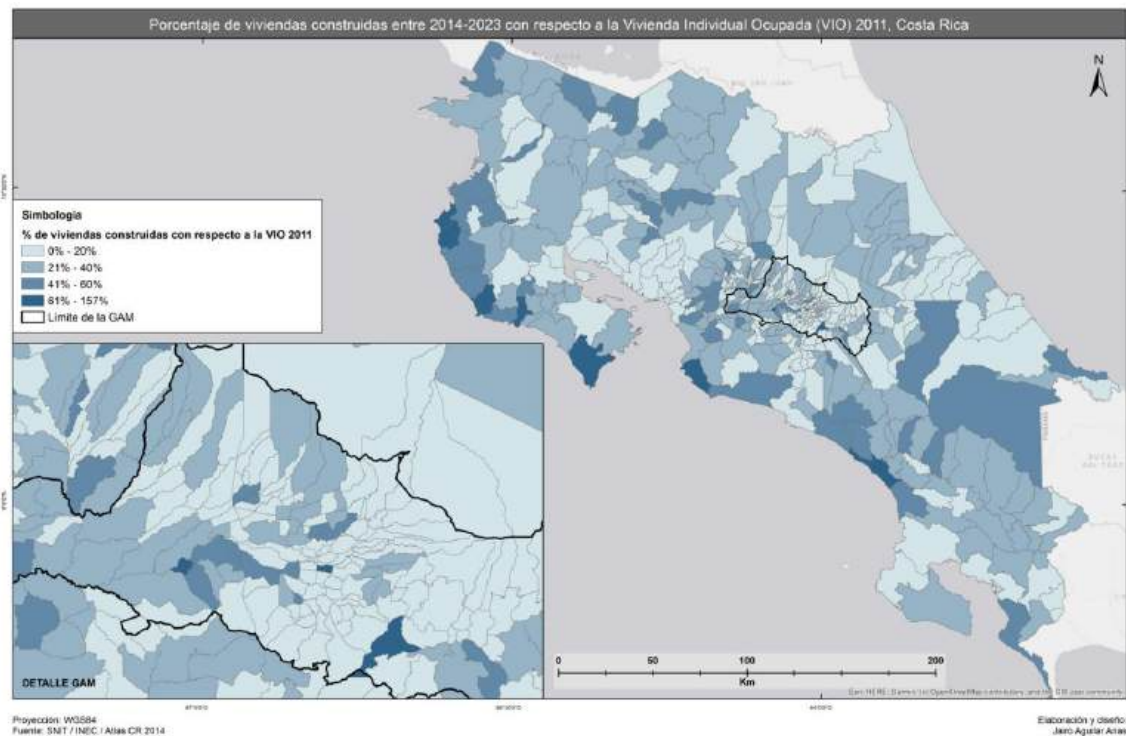 Porcentaje de viviendas construidas entre 2014-2023 con respecto a la Vivienda Individual Ocupada (VIO) 2011, Costa Rica
N
Simbología
% de viviendas construidas con respecto a la VIO 2011
0% - 20%
21% - 40%
41% - 60%
61% - 157%
Límite de la GAM
DETALLE GAM
0 50 100 200
Km
Proyección: WGS84
Fuente: SNIT / INEC / Atlas CR 2014
Elaboración y diseño
Jairo Aguilar Arias